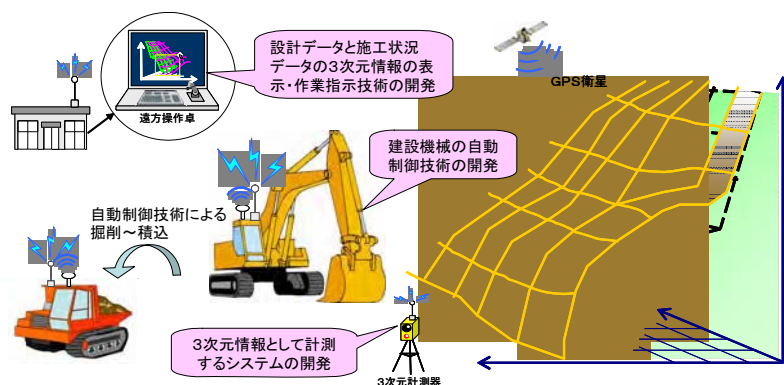 設計データと施工状況
データの３次元情報の表
示・作業指示技術の開発
GPS衛星
遠方操作卓
建設機械の自動
制御技術の開発
自動制御技術による
掘削～積込
３次元情報として計測
するシステムの開発
３次元計測器